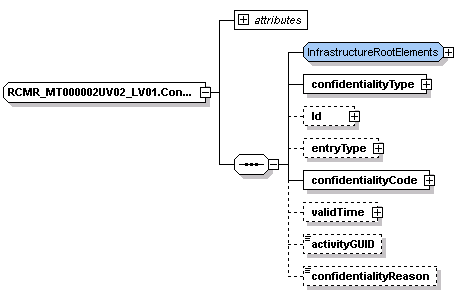 attributes
InfrastructureRootElements
RCMR_MT000002UV02_LV01.Con...
confidentialityType
Id
entryType
confidentialityCode
validTime
activityGUID
confidentialityReason